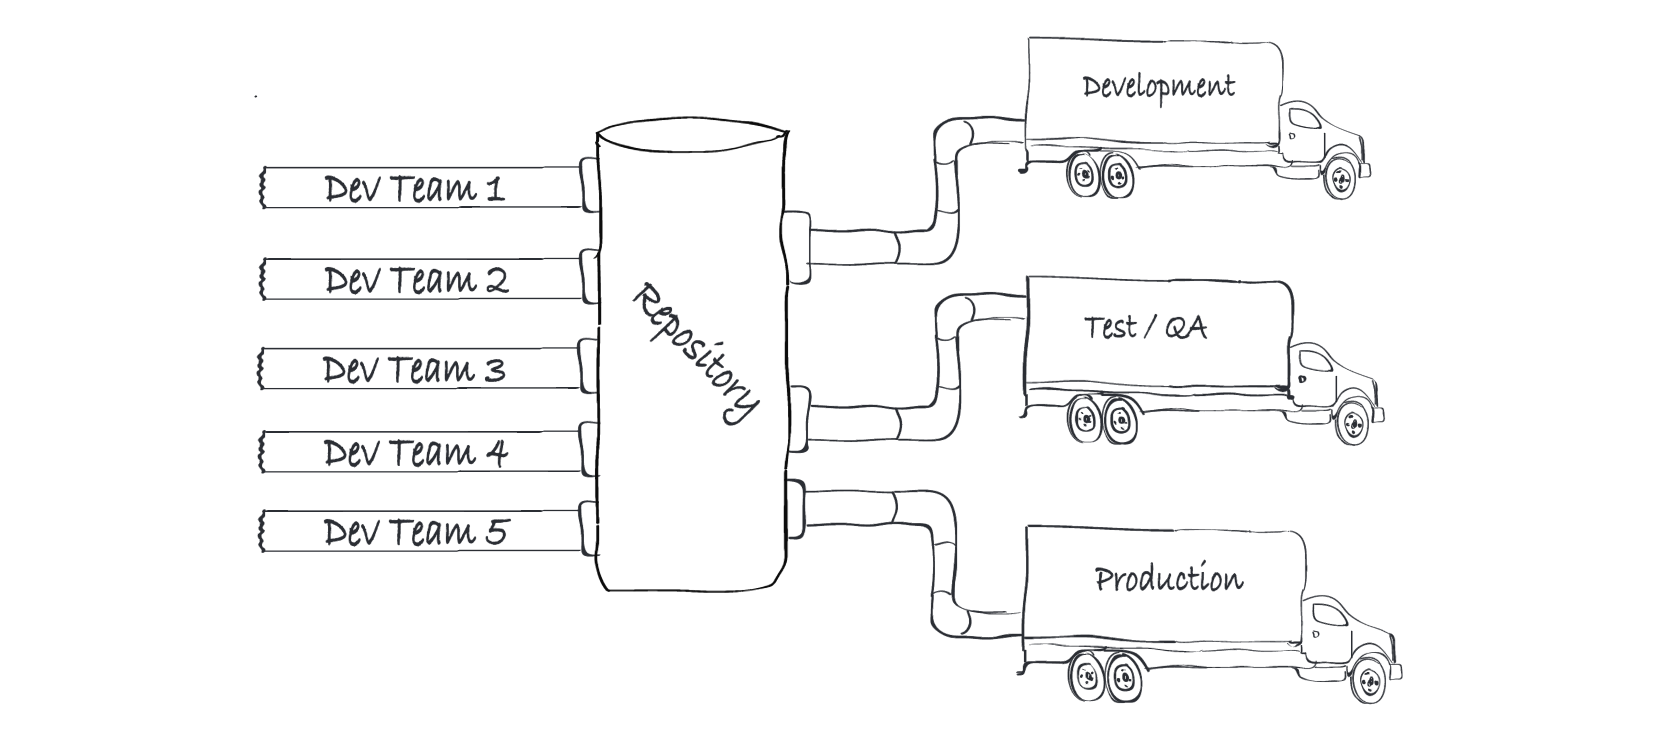 Dev Team 1
Dev Team 2
Dev Team 3
Dev Team 4
Dev Team 5
Repository
Development
Test / QA
Production